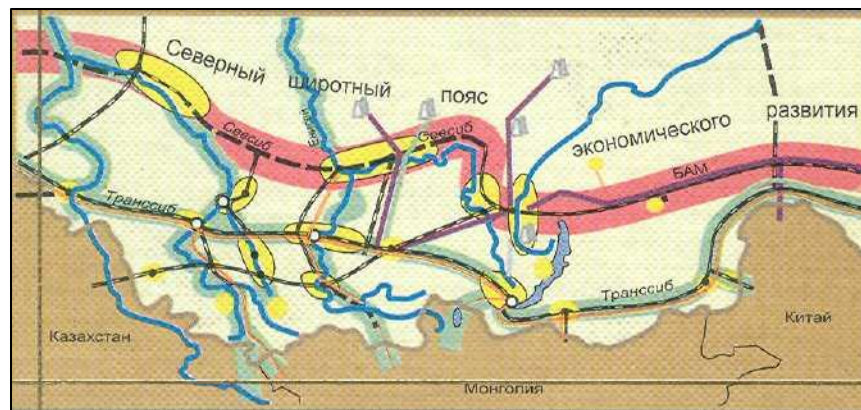 Северный
широтный
пояс
экономического
развития
Севсиб
Енисей
Севсиб
БАМ
Транссиб
Транссиб
Казахстан
Монголия
Китай